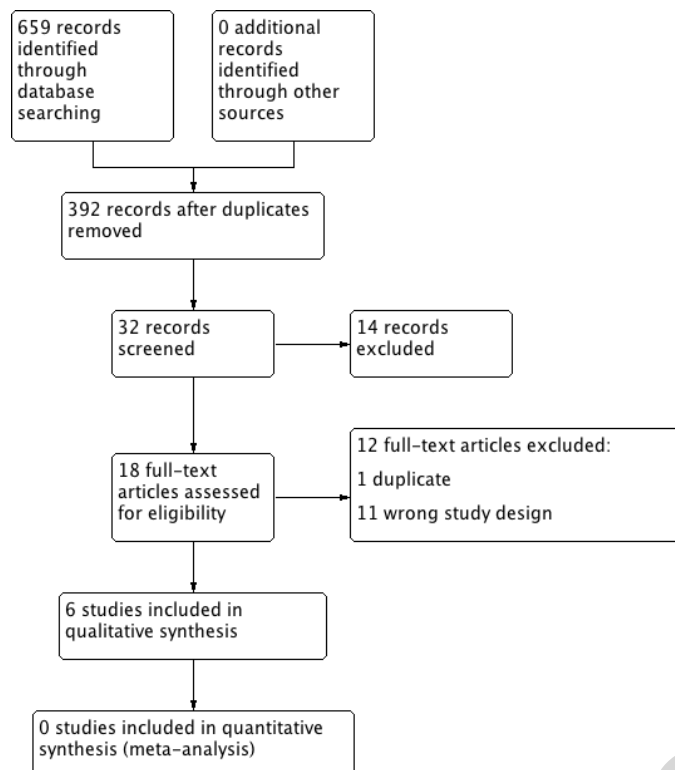 659 records
identified
through
database
searching
0 additional
records
identified
through other
sources
392 records after duplicates
removed
32 records
screened
14 records
excluded
18 full-text
articles assessed
for eligibility
12 full-text articles excluded:
1 duplicate
11 wrong study design
6 studies included in
qualitative synthesis
0 studies included in quantitative
synthesis (meta-analysis)